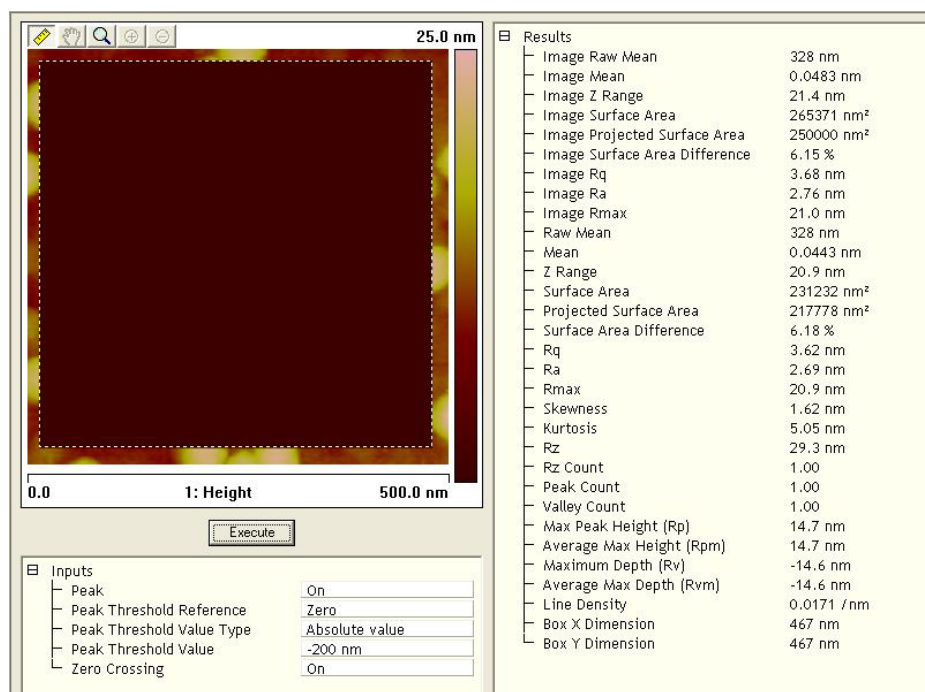 25.0 nm
0.0 1: Height 500.0 nm
Execute
Inputs
Peak On
Peak Threshold Reference Zero
Peak Threshold Value Type Absolute value
Peak Threshold Value -200 nm
Zero Crossing On
Results
Image Raw Mean 328 nm
Image Mean 0.0483 nm
Image Z Range 21.4 nm
Image Surface Area 265371 nm²
Image Projected Surface Area 250000 nm²
Image Surface Area Difference 6.15 %
Image Rq 3.68 nm
Image Ra 2.76 nm
Image Rmax 21.0 nm
Raw Mean 328 nm
Mean 0.0443 nm
Z Range 20.9 nm
Surface Area 231232 nm²
Projected Surface Area 217778 nm²
Surface Area Difference 6.18 %
Rq 3.62 nm
Ra 2.69 nm
Rmax 20.9 nm
Skewness 1.62 nm
Kurtosis 5.05 nm
Rz 29.3 nm
Rz Count 1.00
Peak Count 1.00
Valley Count 1.00
Max Peak Height (Rp) 14.7 nm
Average Max Height (Rpm) 14.7 nm
Maximum Depth (Rv) -14.6 nm
Average Max Depth (Rvm) -14.6 nm
Line Density 0.0171 /nm
Box X Dimension 467 nm
Box Y Dimension 467 nm